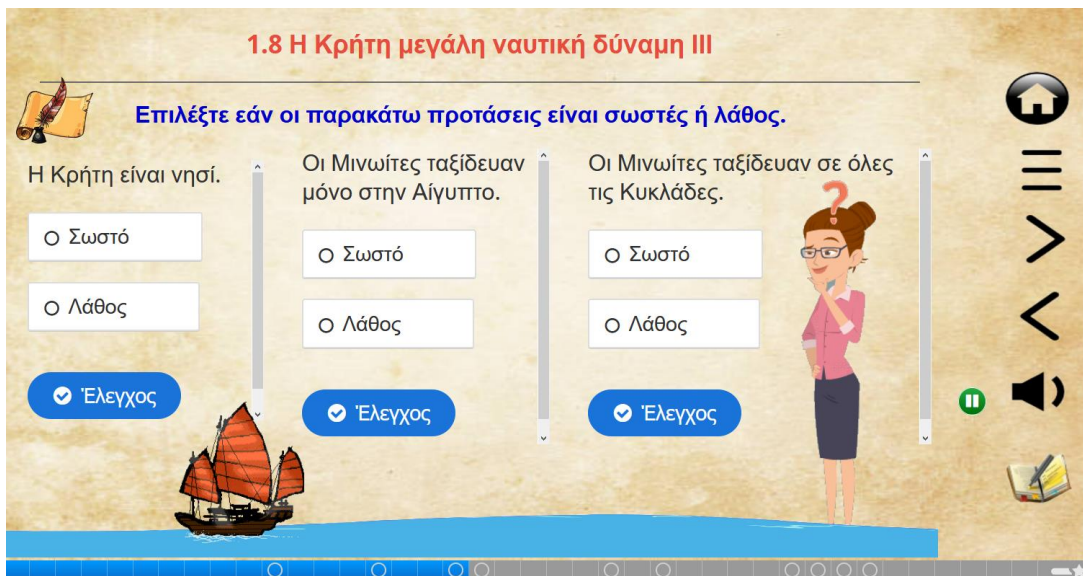 1.8 Η Κρήτη μεγάλη ναυτική δύναμη III
Επιλέξτε εάν οι παρακάτω προτάσεις είναι σωστές ή λάθος.
Η Κρήτη είναι νησί.
Σωστό
Λάθος
Έλεγχος
Οι Μινωίτες ταξίδευαν
μόνο στην Αίγυπτο.
Σωστό
Λάθος
Έλεγχος
Οι Μινωίτες ταξίδευαν σε όλες
τις Κυκλάδες.
Σωστό
Λάθος
Έλεγχος